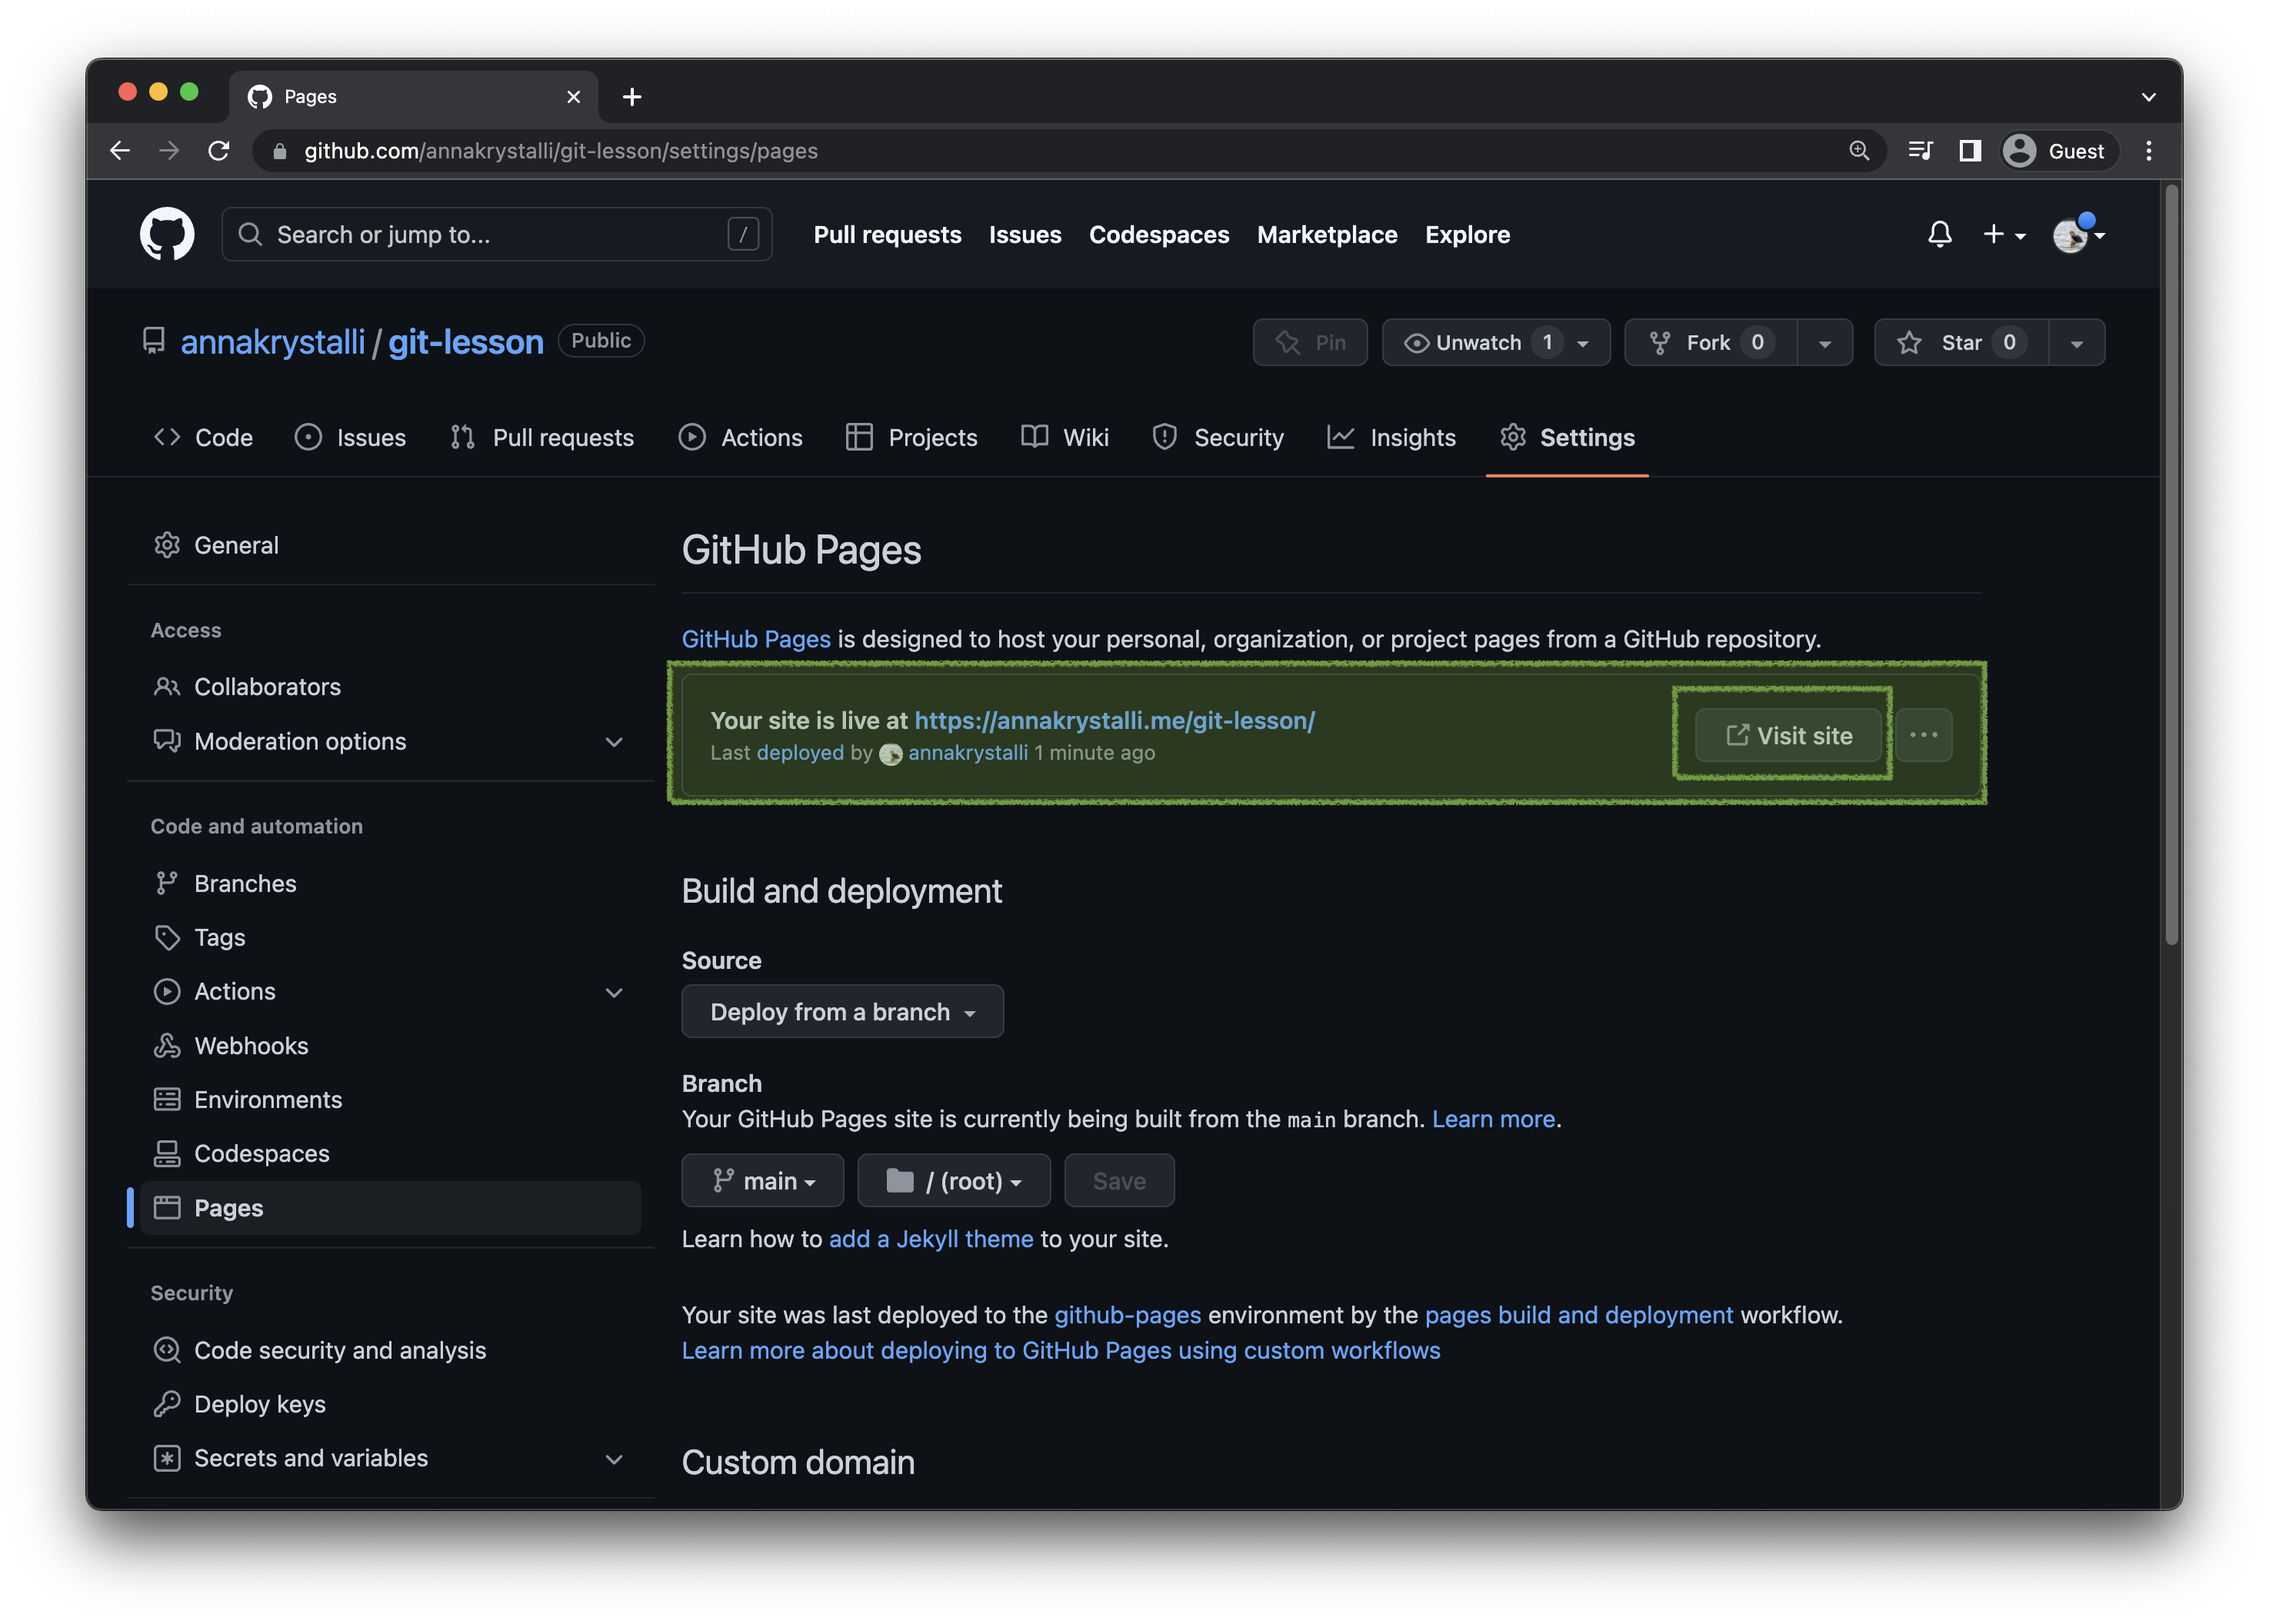 Pages
github.com/annakrystalli/git-lesson/settings/pages
Guest
Search or jump to...
/
Pull requests
Issues
Codespaces
Marketplace
Explore
annakrystalli / git-lesson
Public
Pin
Unwatch 1
Fork 0
Star 0
Code
Issues
Pull requests
Actions
Projects
Wiki
Security
Insights
Settings
General
Access
Collaborators
Moderation options
Code and automation
Branches
Tags
Actions
Webhooks
Environments
Codespaces
Pages
Security
Code security and analysis
Deploy keys
Secrets and variables
GitHub Pages
GitHub Pages is designed to host your personal, organization, or project pages from a GitHub repository.
Your site is live at https://annakrystalli.me/git-lesson/
Last deployed by annakrystalli 1 minute ago
Visit site
Build and deployment
Source
Deploy from a branch
Branch
Your GitHub Pages site is currently being built from the main branch. Learn more.
main
/ (root)
Save
Learn how to add a Jekyll theme to your site.
Your site was last deployed to the github-pages environment by the pages build and deployment workflow.
Learn more about deploying to GitHub Pages using custom workflows
Custom domain